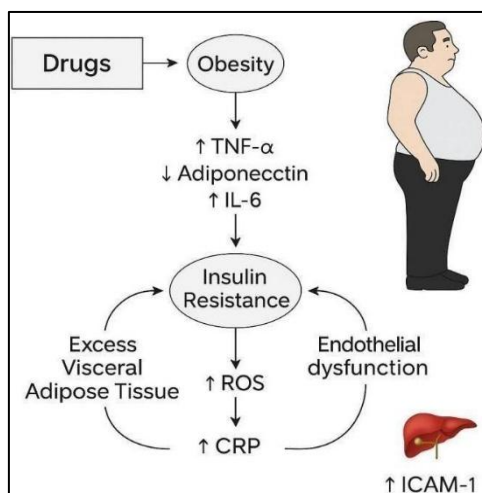 Drugs
Obesity
↑ TNF-α
↓ Adiponecctin
↑ IL-6
Insulin
Resistance
Excess
Visceral
Adipose Tissue
Endothelial
dysfunction
↑ ROS
↑ CRP
↑ ICAM-1